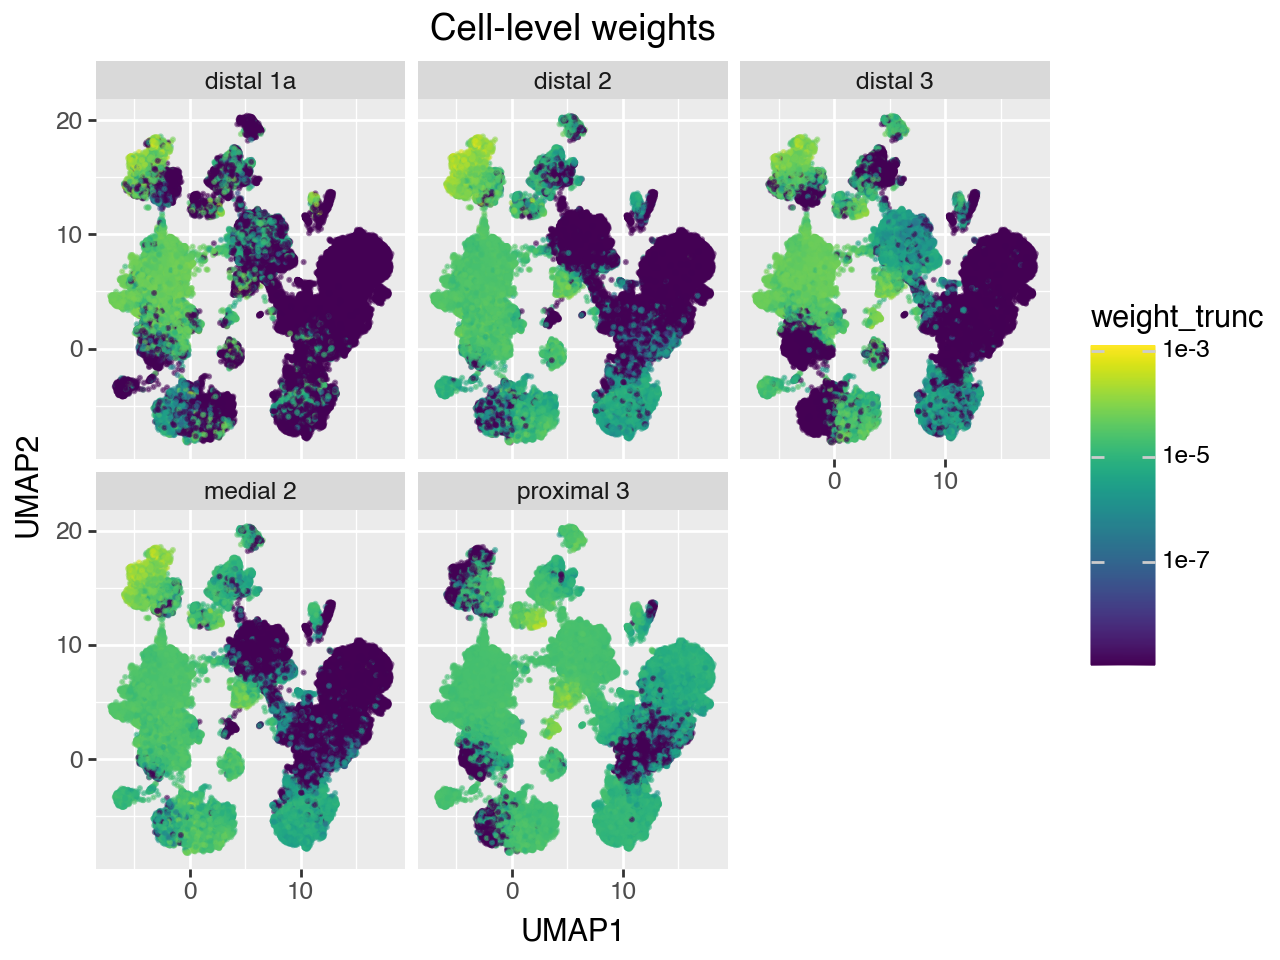 Cell-level weights
distal 1a
distal 2
distal 3
20
10
0
0
10
medial 2
proximal 3
20
10
0
0
10
0
10
UMAP2
UMAP1
weight_trunc
1e-3
1e-5
1e-7